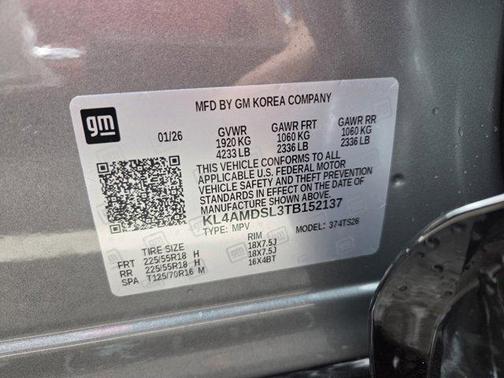 MFD BY GM KOREA COMPANY
gm
01/26 GVWR GAWR FRT GAWR RR
1920 KG 1060 KG 1060 KG
4233 LB 2336 LB 2336 LB
THIS VEHICLE CONFORMS TO ALL
APPLICABLE U.S. FEDERAL MOTOR
VEHICLE SAFETY AND THEFT PREVENTION
STANDARDS IN EFFECT ON THE DATE OF
MANUFACTURE SHOWN ABOVE.
KL4AMDSL3TB152137
TYPE: MPV MODEL: 374TS26
TIRE SIZE RIM
FRT 225/55R18 H 18X7.5J
RR 225/55R18 H 18X7.5J
SPA T125/70R16 M 16X4BT